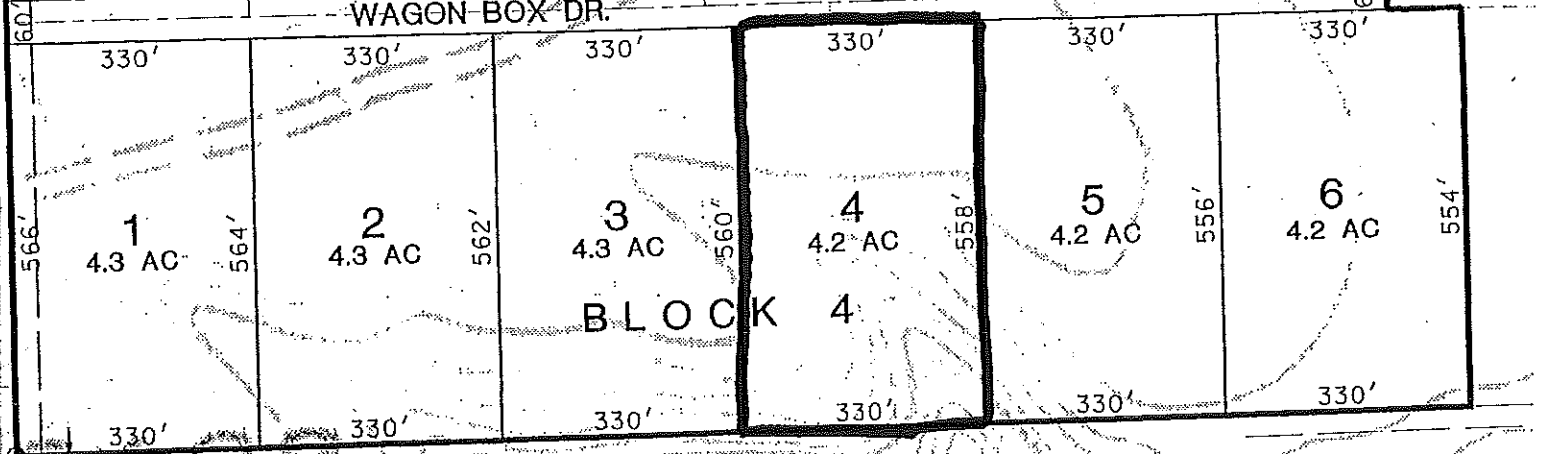 60'
WAGON BOX DR.
6
330' 330' 330' 330' 330' 330'
566' 1 564' 2 562' 3 560' 4 558' 5 556' 6 554'
4.3 AC 4.3 AC 4.3 AC 4.2 AC 4.2 AC 4.2 AC
BLOCK 4
330' 330' 330' 330' 330' 330'